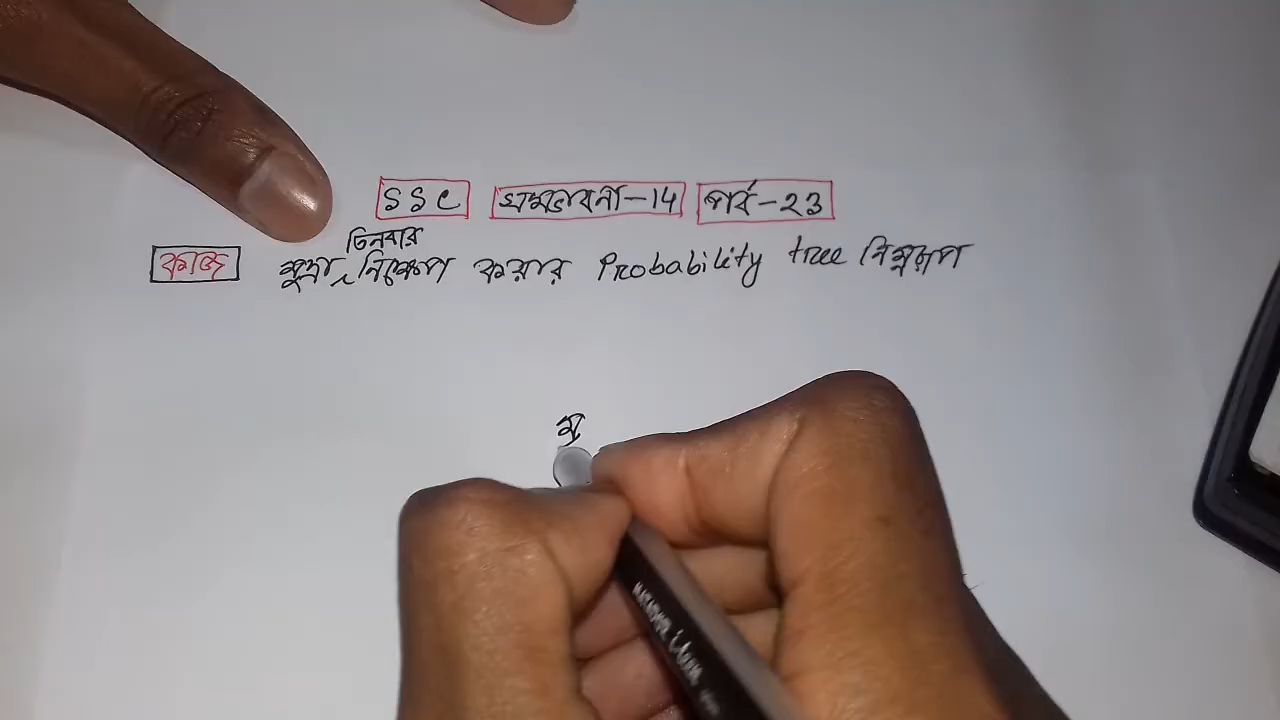 SSC সম্ভাবনা-14 পর্ব-23
তিনবার
কাজ মুদ্রা নিক্ষেপ করার Probability tree নিরূপণ
মু